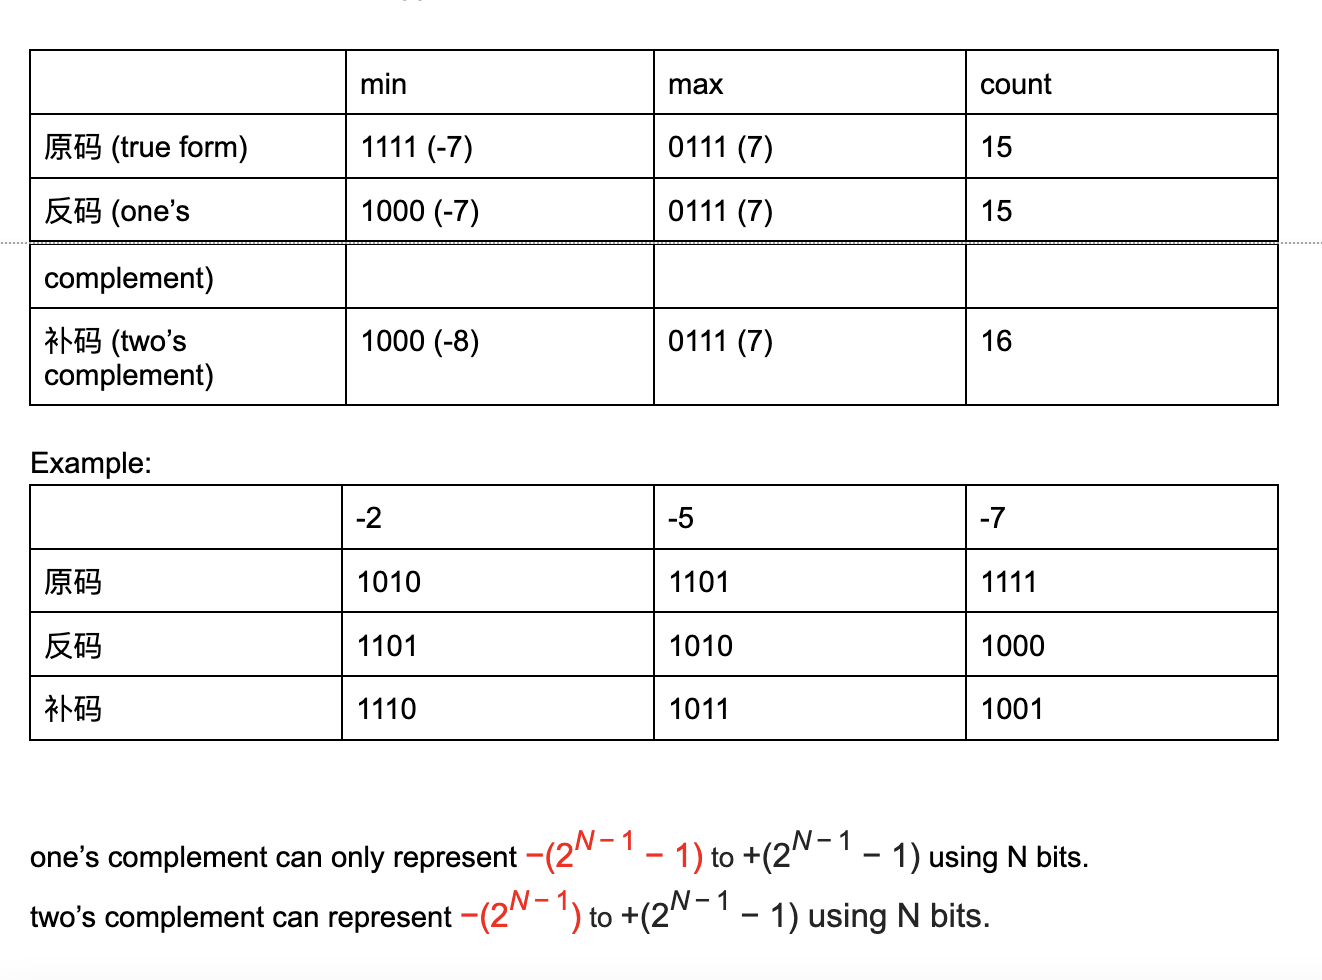 min max count
原码 (true form) 1111 (-7) 0111 (7) 15
反码 (one’s 1000 (-7) 0111 (7) 15
complement)
补码 (two’s 1000 (-8) 0111 (7) 16
complement)
Example:
-2 -5 -7
原码 1010 1101 1111
反码 1101 1010 1000
补码 1110 1011 1001
one’s complement can only represent −(2^{N−1} − 1) to +(2^{N−1} − 1) using N bits.
two’s complement can represent −(2^{N−1}) to +(2^{N−1} − 1) using N bits.